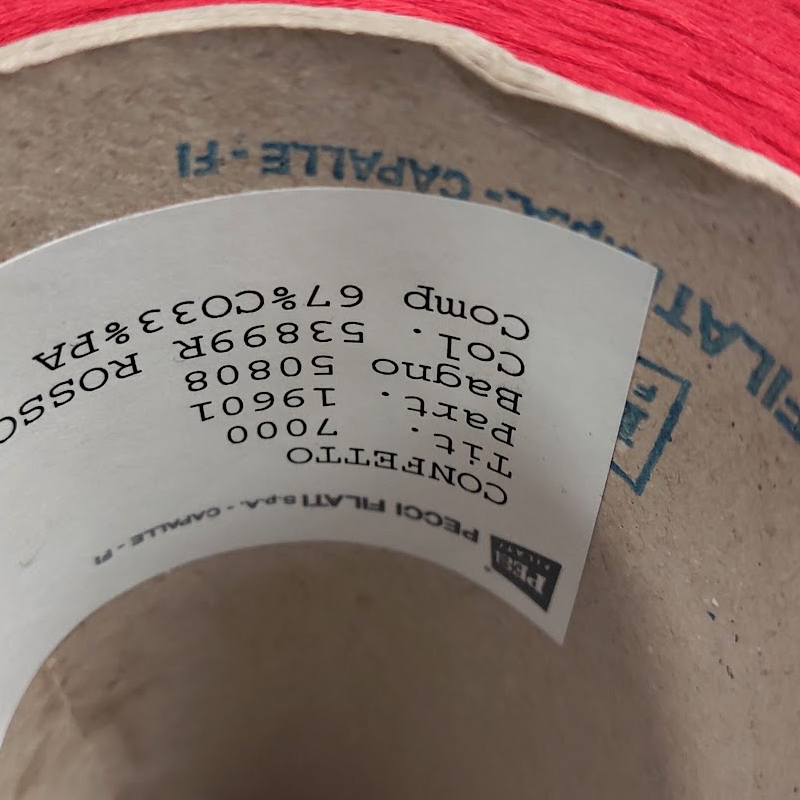 PECCI FILATI s.p.A. - CAPALLE - FI
CONFETTO
Tit. 7000
Part. 19601
Bagno 50808
Col. 53899R ROSSO
Comp 67%CO33%PA
FILATI s.p.A. - CAPALLE - FI